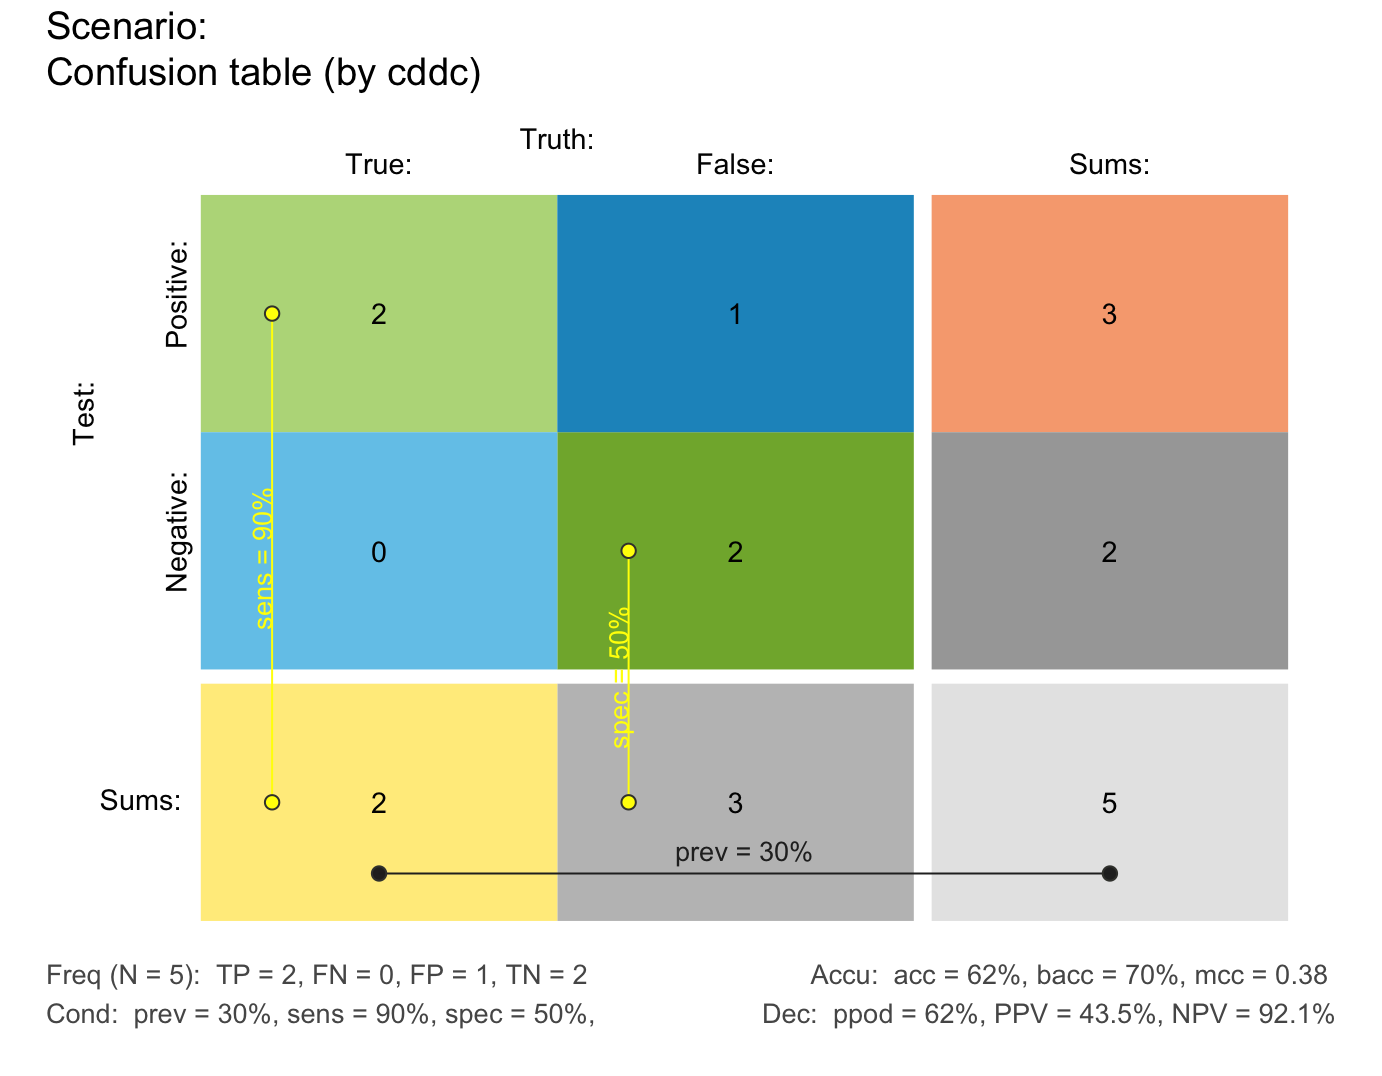 Scenario:
Confusion table (by cddc)
Truth:
True:
False:
Sums:
Test:
Positive:
2
1
3
Negative:
0
2
2
sens = 90%
spec = 50%
Sums:
2
3
5
prev = 30%
Freq (N = 5):  TP = 2, FN = 0, FP = 1, TN = 2
Accu:  acc = 62%, bacc = 70%, mcc = 0.38
Cond:  prev = 30%, sens = 90%, spec = 50%,
Dec:  ppod = 62%, PPV = 43.5%, NPV = 92.1%